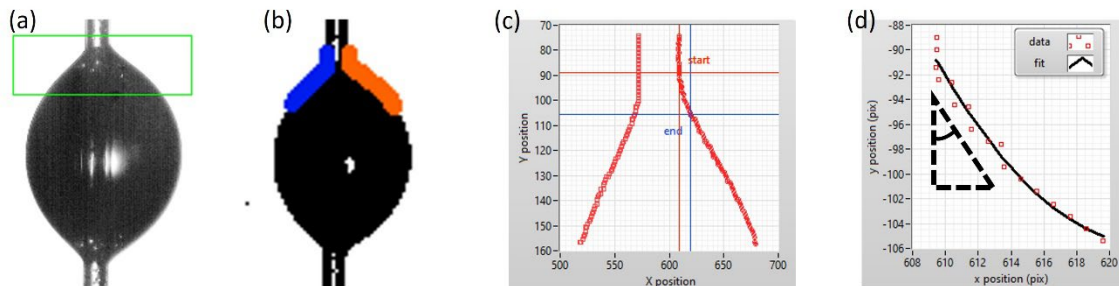 (a)
(b)
(c)
70
80
90
100
110
120
130
140
150
160
Y position
start
end
500
550
600
650
700
X position
(d)
-88
-90
-92
-94
-96
-98
-100
-102
-104
-106
y position (pix)
data
fit
608
610
612
614
616
618
620
x position (pix)